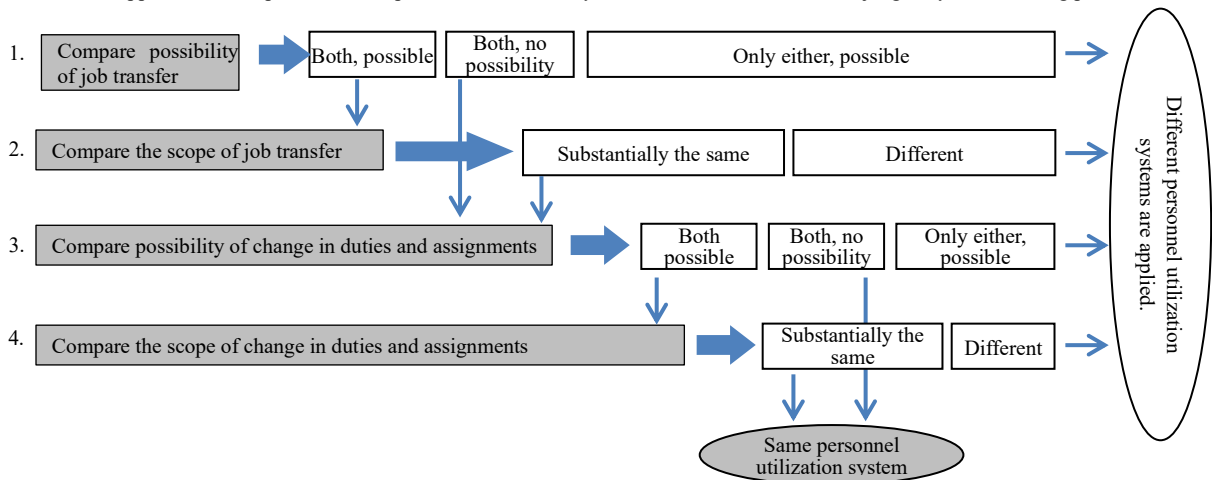 1.
Compare possibility
of job transfer
Both, possible
Both, no
possibility
Only either, possible
2.
Compare the scope of job transfer
Substantially the same
Different
3.
Compare possibility of change in duties and assignments
Both
possible
Both, no
possibility
Only either,
possible
4.
Compare the scope of change in duties and assignments
Substantially the
same
Different
Different personnel utilization
systems are applied.
Same personnel
utilization system